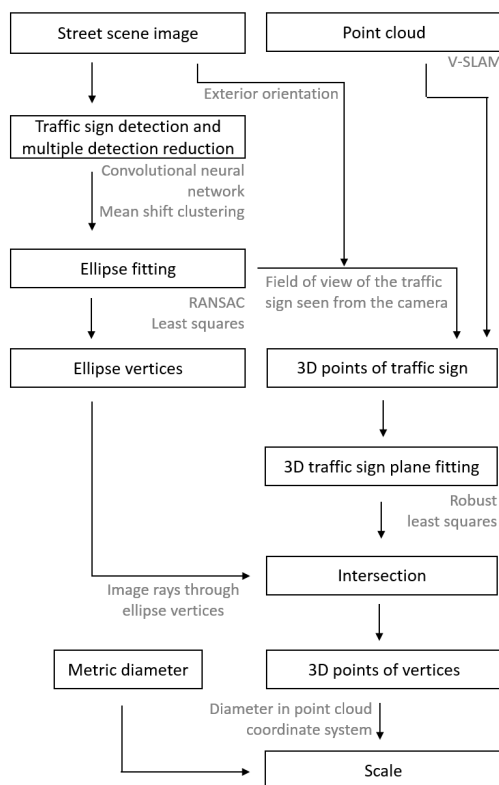 Street scene image
Point cloud
V-SLAM
Exterior orientation
Traffic sign detection and
multiple detection reduction
Convolutional neural
network
Mean shift clustering
Ellipse fitting
Field of view of the traffic
sign seen from the camera
RANSAC
Least squares
Ellipse vertices
3D points of traffic sign
3D traffic sign plane fitting
Robust
least squares
Intersection
Image rays through
ellipse vertices
Metric diameter
3D points of vertices
Diameter in point cloud
coordinate system
Scale